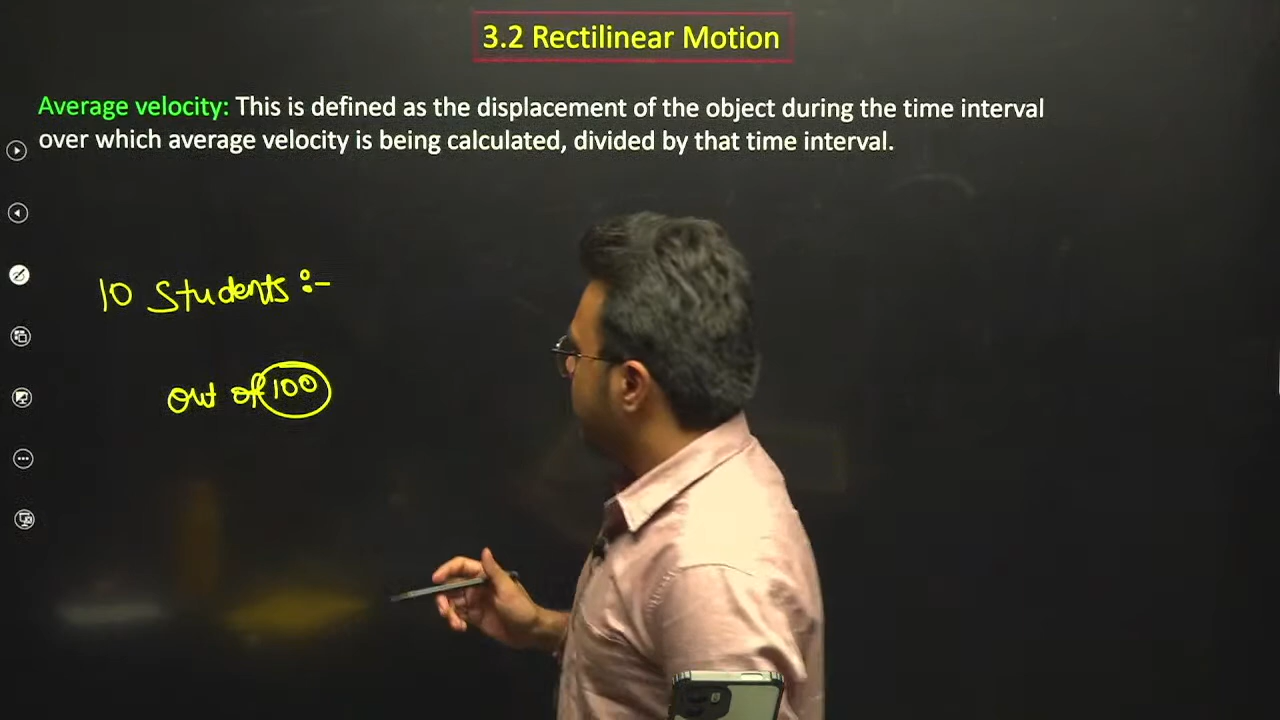 3.2 Rectilinear Motion
Average velocity: This is defined as the displacement of the object during the time interval
over which average velocity is being calculated, divided by that time interval.
10 Students :-
out of 100